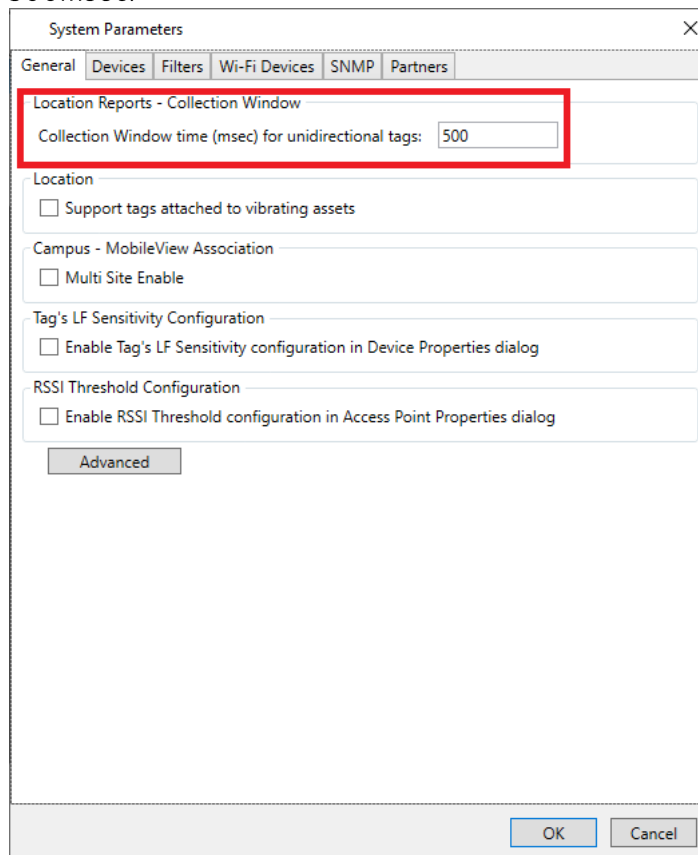 System Parameters
General Devices Filters Wi-Fi Devices SNMP Partners
Location Reports - Collection Window
Collection Window time (msec) for unidirectional tags: 500
Location
Support tags attached to vibrating assets
Campus - MobileView Association
Multi Site Enable
Tag's LF Sensitivity Configuration
Enable Tag's LF Sensitivity configuration in Device Properties dialog
RSSI Threshold Configuration
Enable RSSI Threshold configuration in Access Point Properties dialog
Advanced
OK Cancel